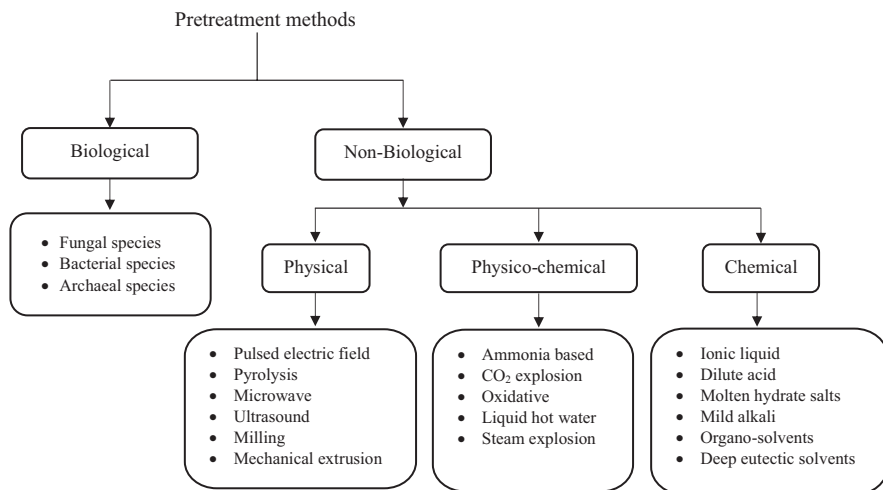 Pretreatment methods
Biological
Non-Biological
• Fungal species
• Bacterial species
• Archaeal species
Physical
Physico-chemical
Chemical
• Pulsed electric field
• Pyrolysis
• Microwave
• Ultrasound
• Milling
• Mechanical extrusion
• Ammonia based
• CO₂ explosion
• Oxidative
• Liquid hot water
• Steam explosion
• Ionic liquid
• Dilute acid
• Molten hydrate salts
• Mild alkali
• Organo-solvents
• Deep eutectic solvents